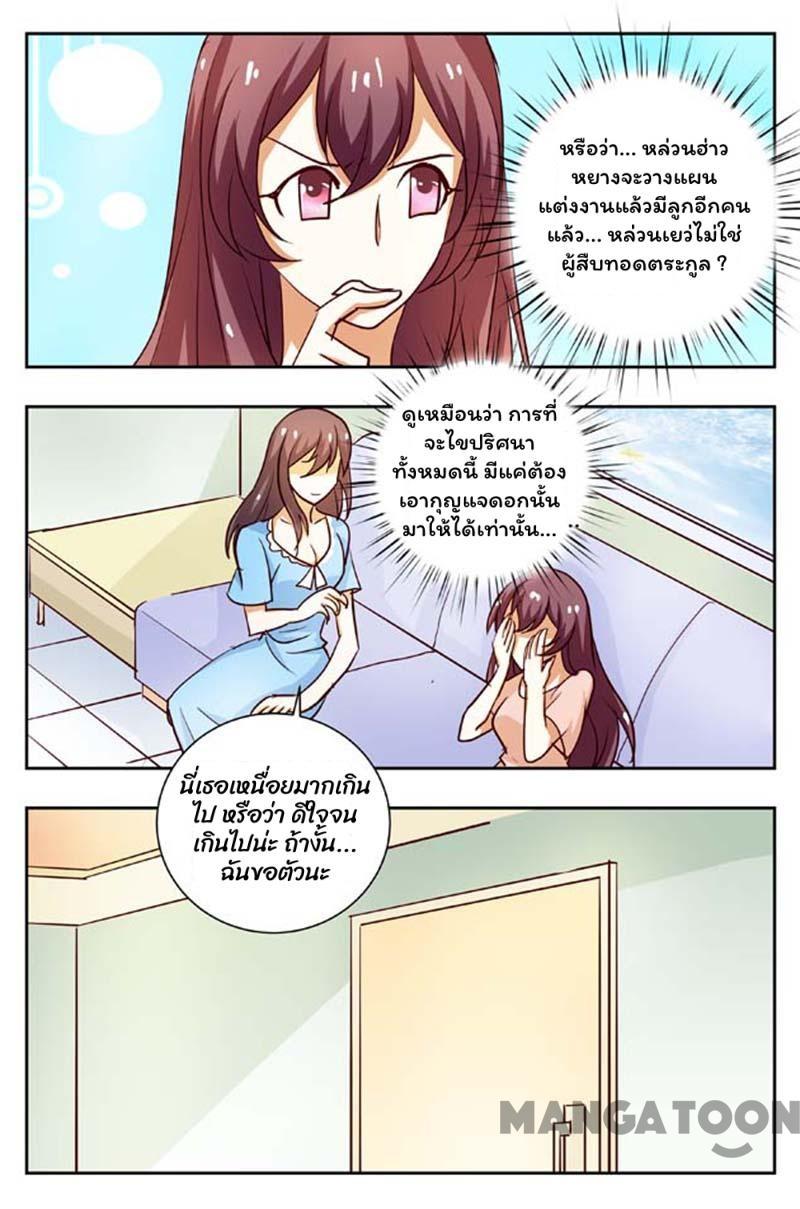 หรือว่า... หล่วนฮ่าว
หยางจะวางแผน
แต่งงานแล้วมีลูกอีกคน
แล้ว... หล่วนเยว่ไม่ใช่
ผู้สืบทอดตระกูล ?
ดูเหมือนว่า การที่
จะไขปริศนา
ทั้งหมดนี้ มีแค่ต้อง
เอากุญแจดอกนั้น
มาให้ได้เท่านั้น... ..
นี่เธอเหนื่อยมากเกิน
ไป หรือว่า ดีใจจน
เกินไปน่ะ ถ้างั้น...
ฉันขอตัวนะ
MANGATOON